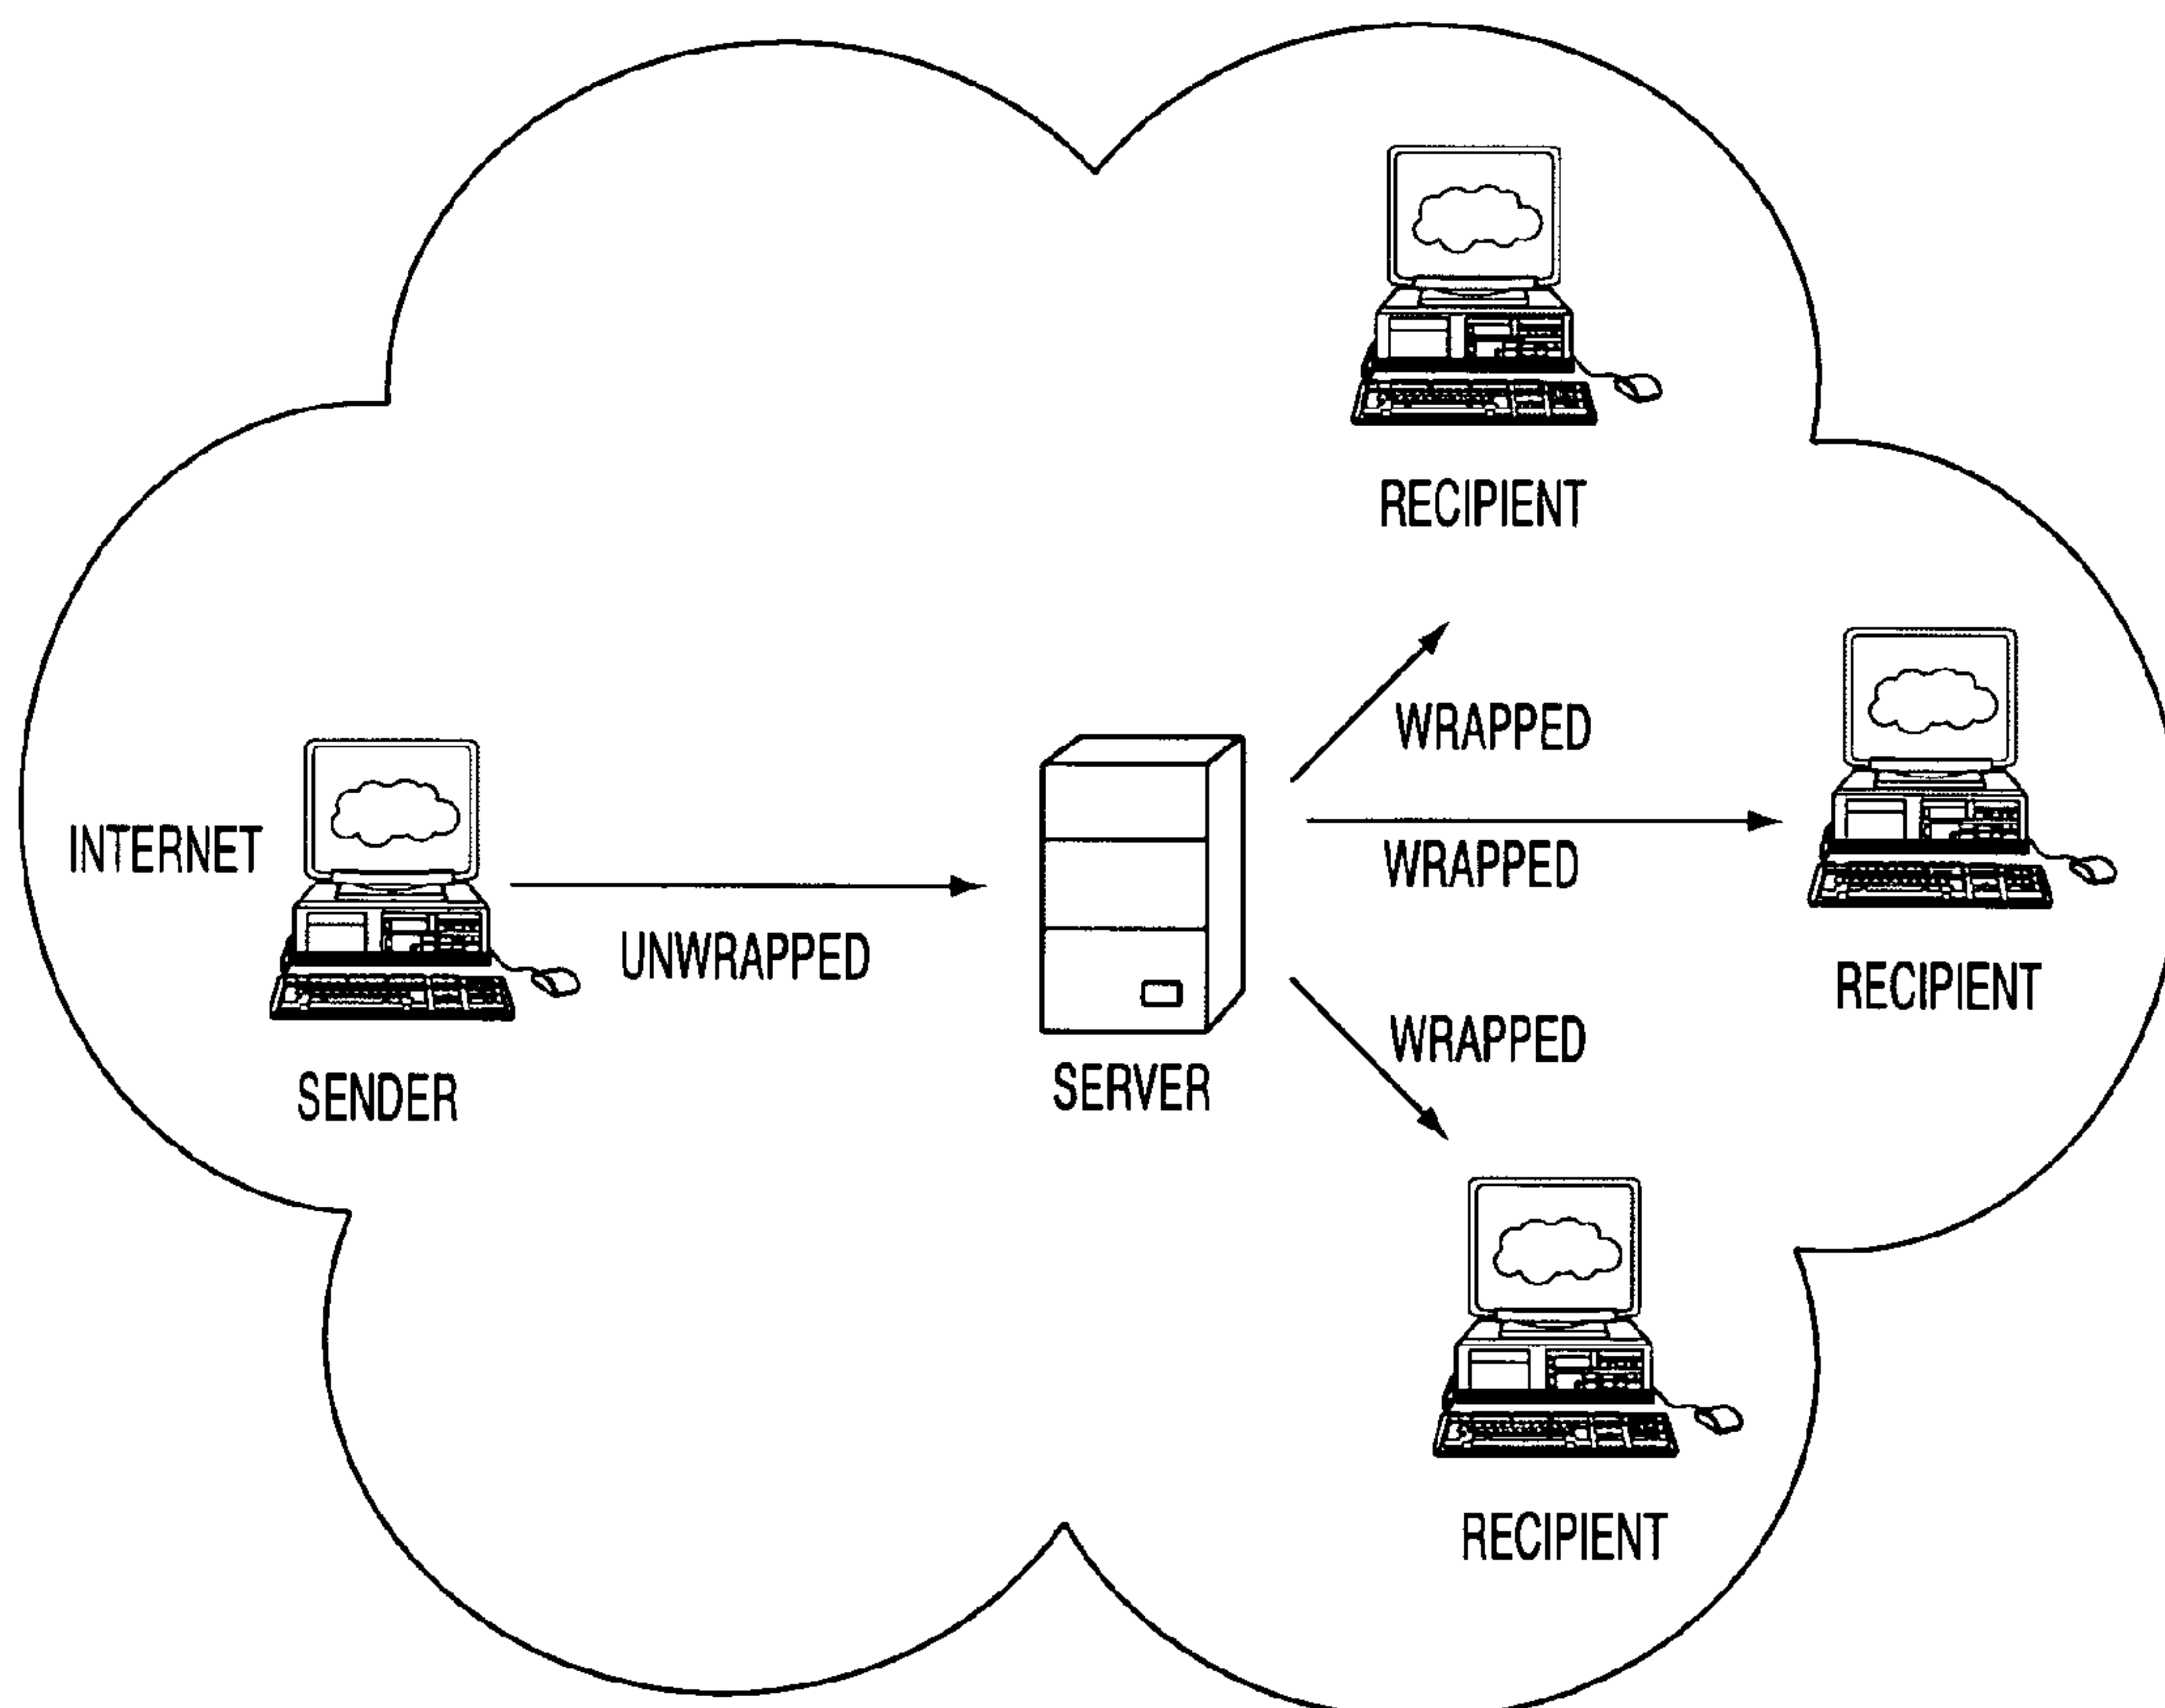 RECIPIENT
WRAPPED
INTERNET
WRAPPED
UNWRAPPED
RECIPIENT
WRAPPED
SERVER
SENDER
RECIPIENT